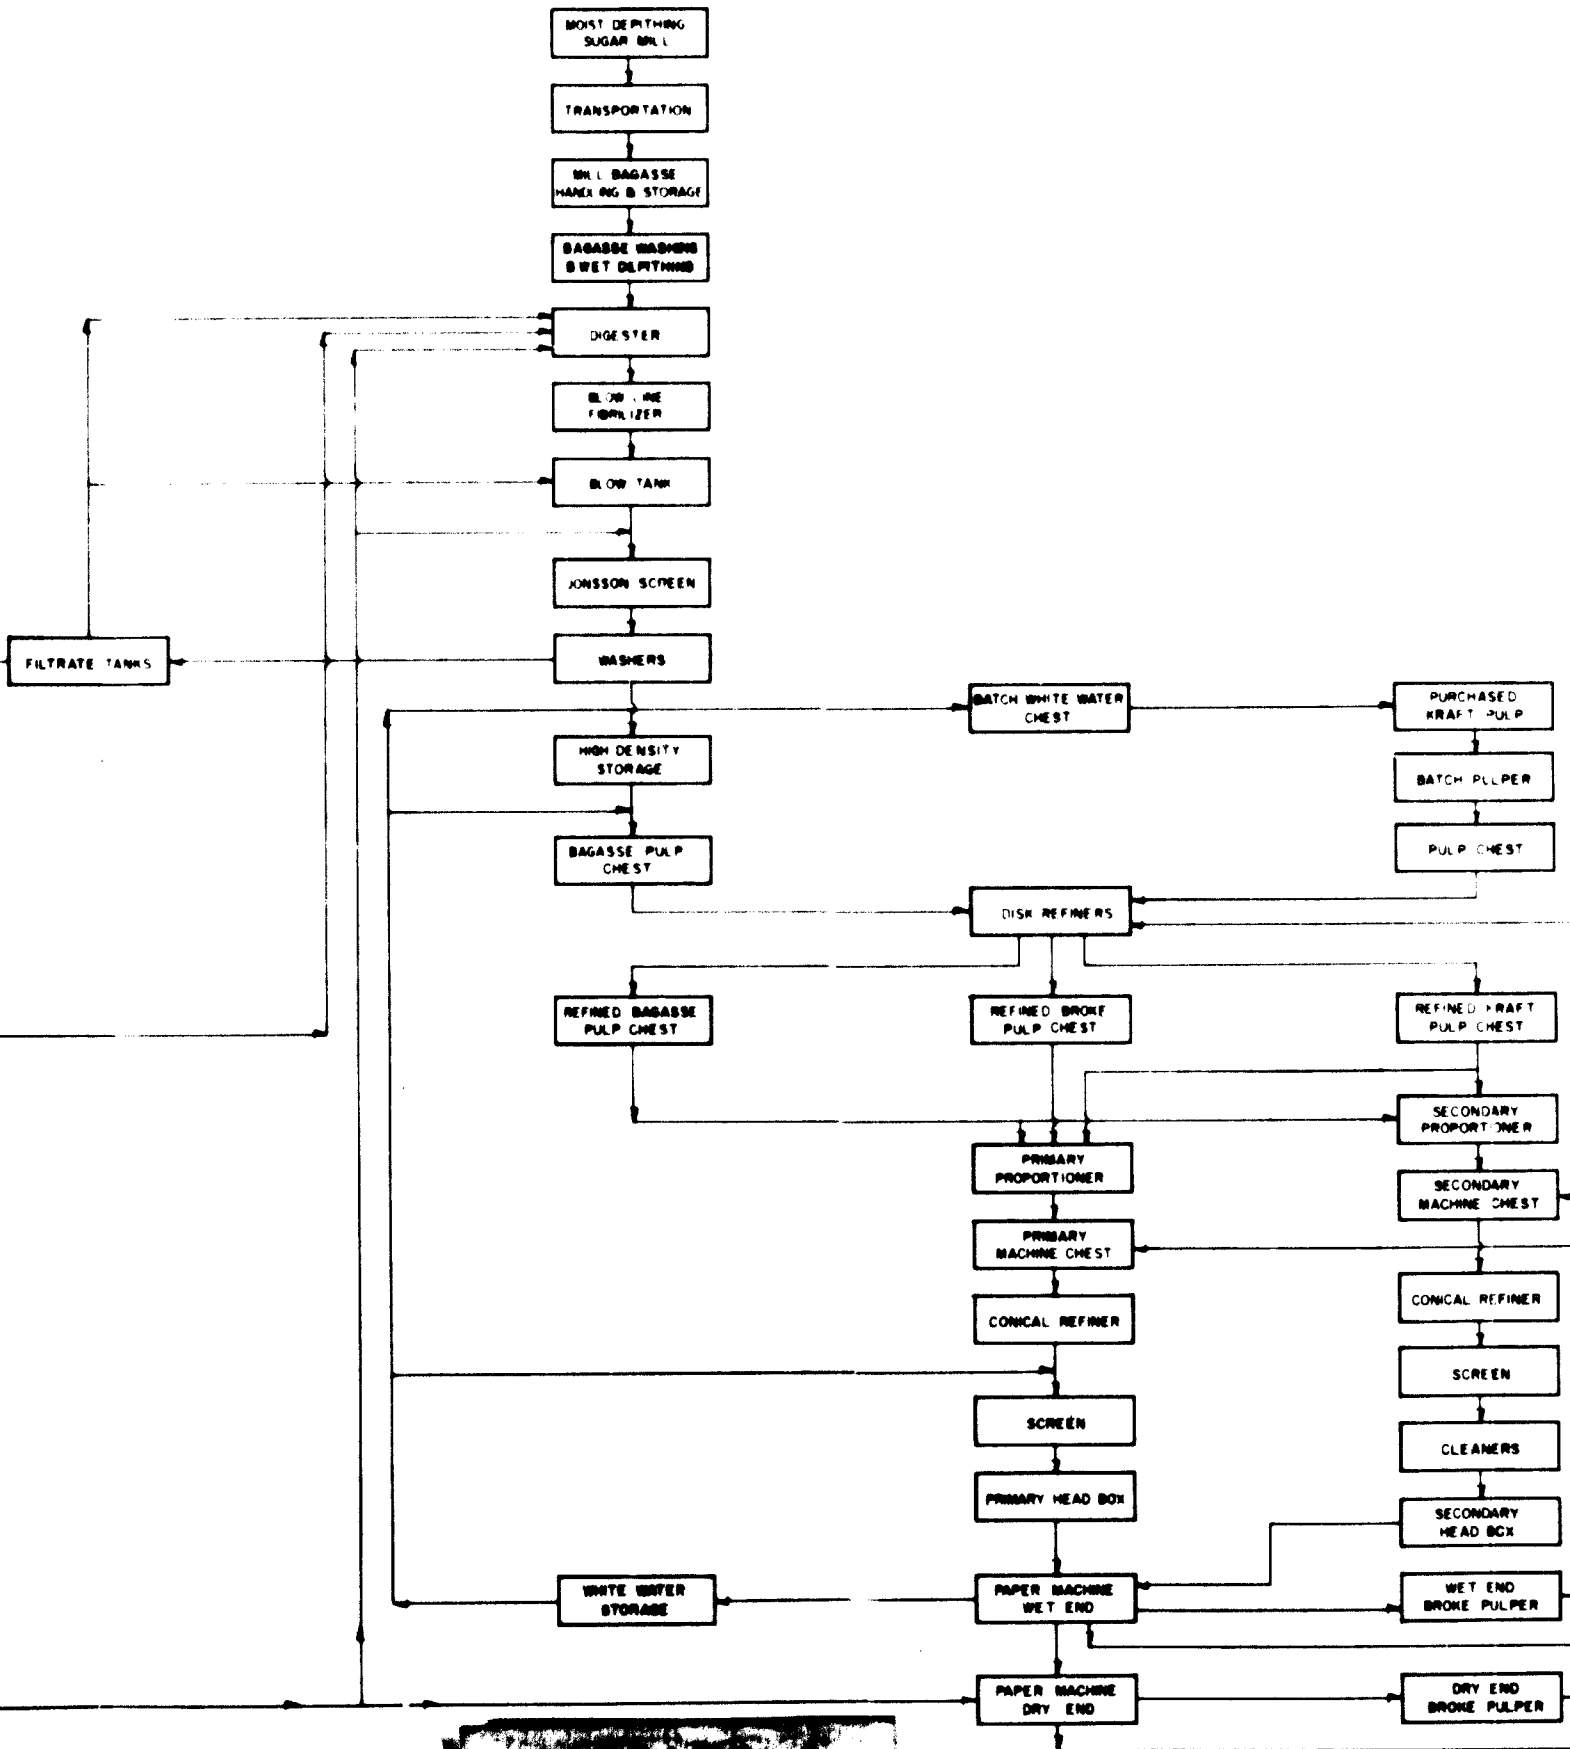 MOIST DEPITHING
SUGAR MILL
TRANSPORTATION
MILL BAGASSE
HANDLING & STORAGE
BAGASSE WASHING
& WET DEPITHING
DIGESTER
BLOW LINE
FIBRILIZER
BLOW TANK
JONSSON SCREEN
FILTRATE TANKS
WASHERS
BATCH WHITE WATER
CHEST
PURCHASED
KRAFT PULP
HIGH DENSITY
STORAGE
BATCH PULPER
BAGASSE PULP
CHEST
PULP CHEST
DISK REFINERS
REFINED BAGASSE
PULP CHEST
REFINED BROKE
PULP CHEST
REFINED KRAFT
PULP CHEST
SECONDARY
PROPORTIONER
PRIMARY
PROPORTIONER
SECONDARY
MACHINE CHEST
PRIMARY
MACHINE CHEST
CONICAL REFINER
CONICAL REFINER
SCREEN
SCREEN
CLEANERS
PRIMARY HEAD BOX
SECONDARY
HEAD BOX
WHITE WATER
STORAGE
PAPER MACHINE
WET END
WET END
BROKE PULPER
PAPER MACHINE
DRY END
DRY END
BROKE PULPER